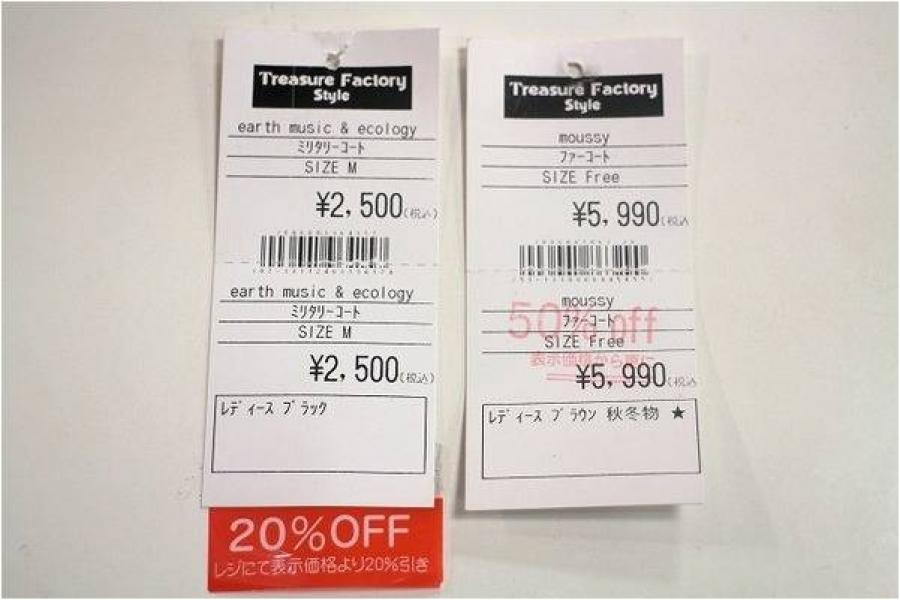 Treasure Factory
Style
earth music & ecology
ミリタリーコート
SIZE M
¥2,500(税込)
earth music & ecology
ミリタリーコート
SIZE M
¥2,500(税込)
レディース ブラック
20%OFF
レジにて表示価格より20%引き
Treasure Factory
Style
moussy
ファーコート
SIZE Free
¥5,990(税込
50% off
表示価格から更に
moussy
ファーコート
SIZE Free
¥5,990(税込
レディース ブラウン 秋冬物 ★